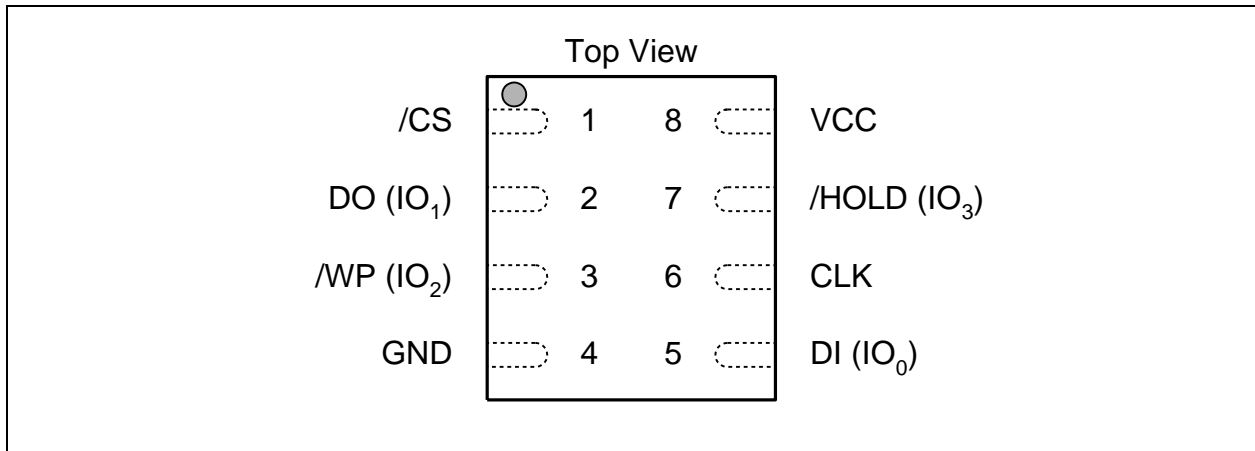 Top View
/CS 1 8 VCC
DO (IO₁) 2 7 /HOLD (IO₃)
/WP (IO₂) 3 6 CLK
GND 4 5 DI (IO₀)